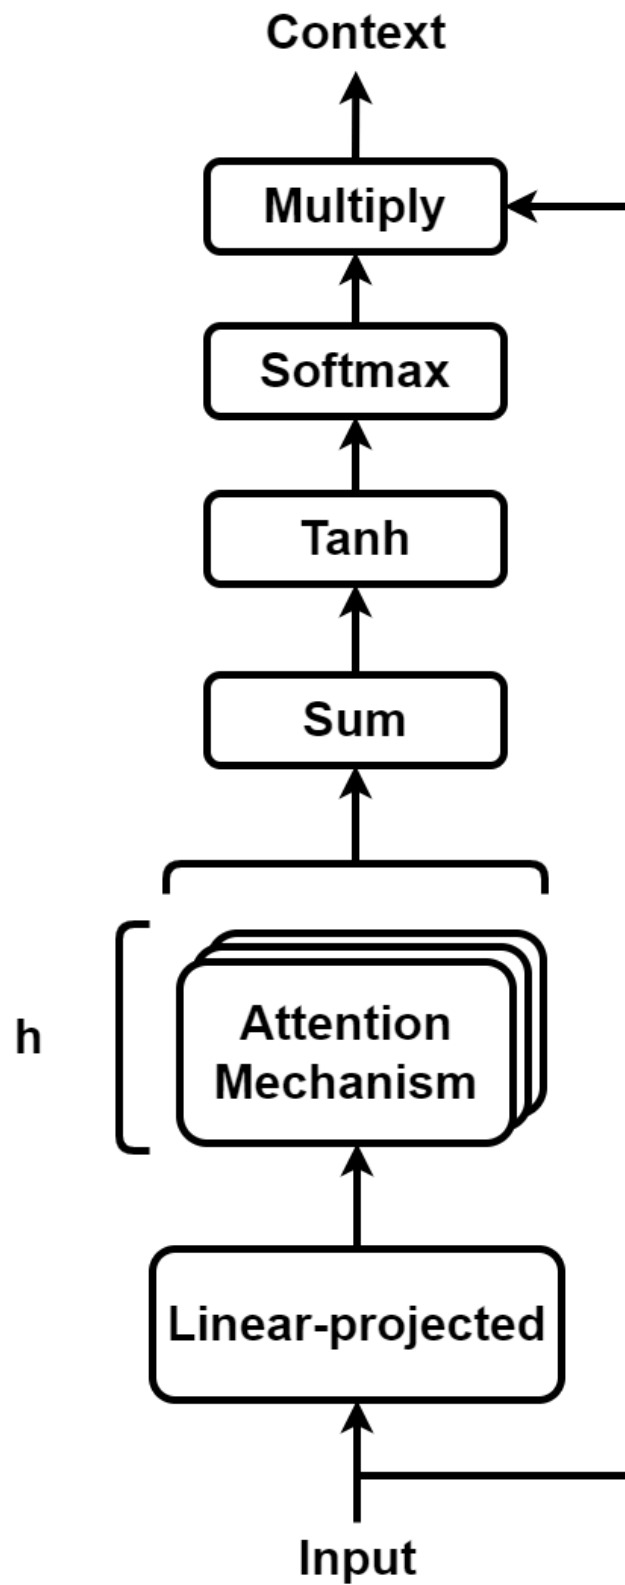 Context
Multiply
Softmax
Tanh
Sum
h
Attention
Mechanism
Linear-projected
Input